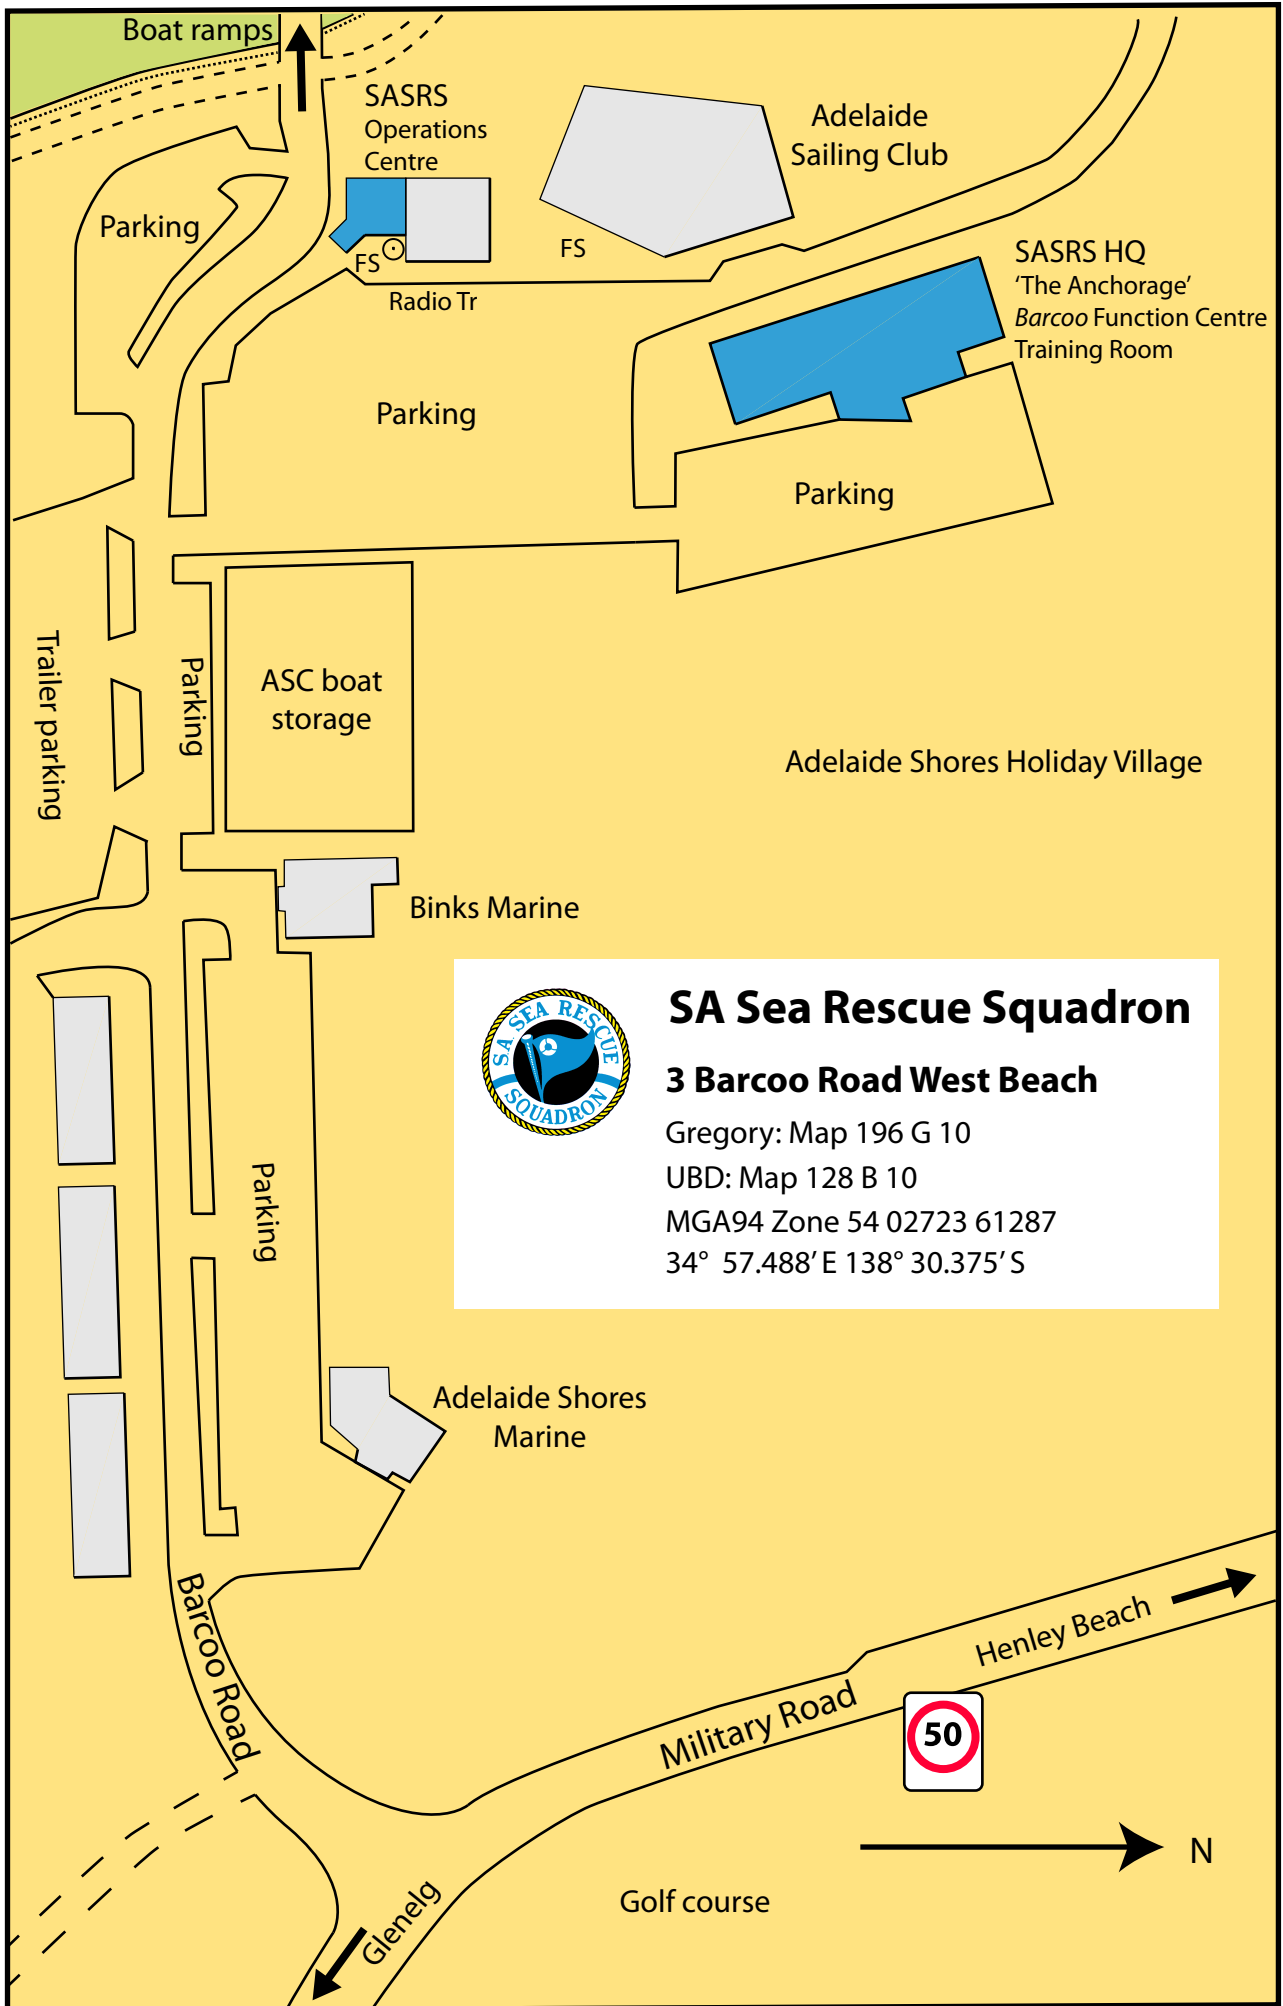 Boat ramps
SASRS
Operations
Centre
Adelaide
Sailing Club
Parking
FS
FS
Radio Tr
SASRS HQ
‘The Anchorage’
Barcoo Function Centre
Training Room
Parking
Parking
Trailer parking
Parking
ASC boat
storage
Adelaide Shores Holiday Village
Binks Marine
SA SEA RESCUE
SQUADRON
SA Sea Rescue Squadron
3 Barcoo Road West Beach
Gregory: Map 196 G 10
UBD: Map 128 B 10
MGA94 Zone 54 02723 61287
34° 57.488’ E 138° 30.375’ S
Parking
Adelaide Shores
Marine
Barcoo Road
Henley Beach
Military Road
50
N
Golf course
Glenelg